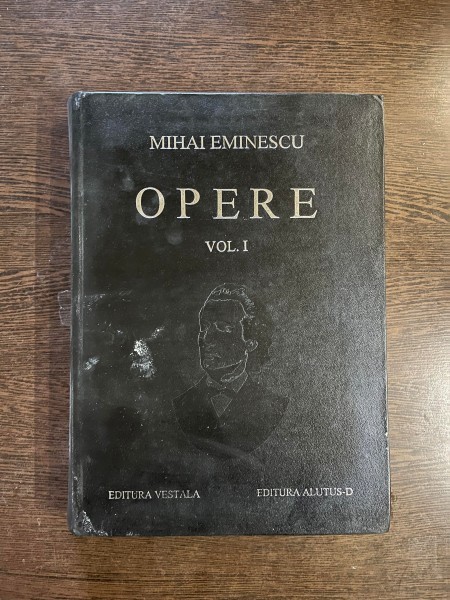 MIHAI EMINESCU
OPERE
VOL. I
EDITURA VESTALA
EDITURA ALUTUS-D